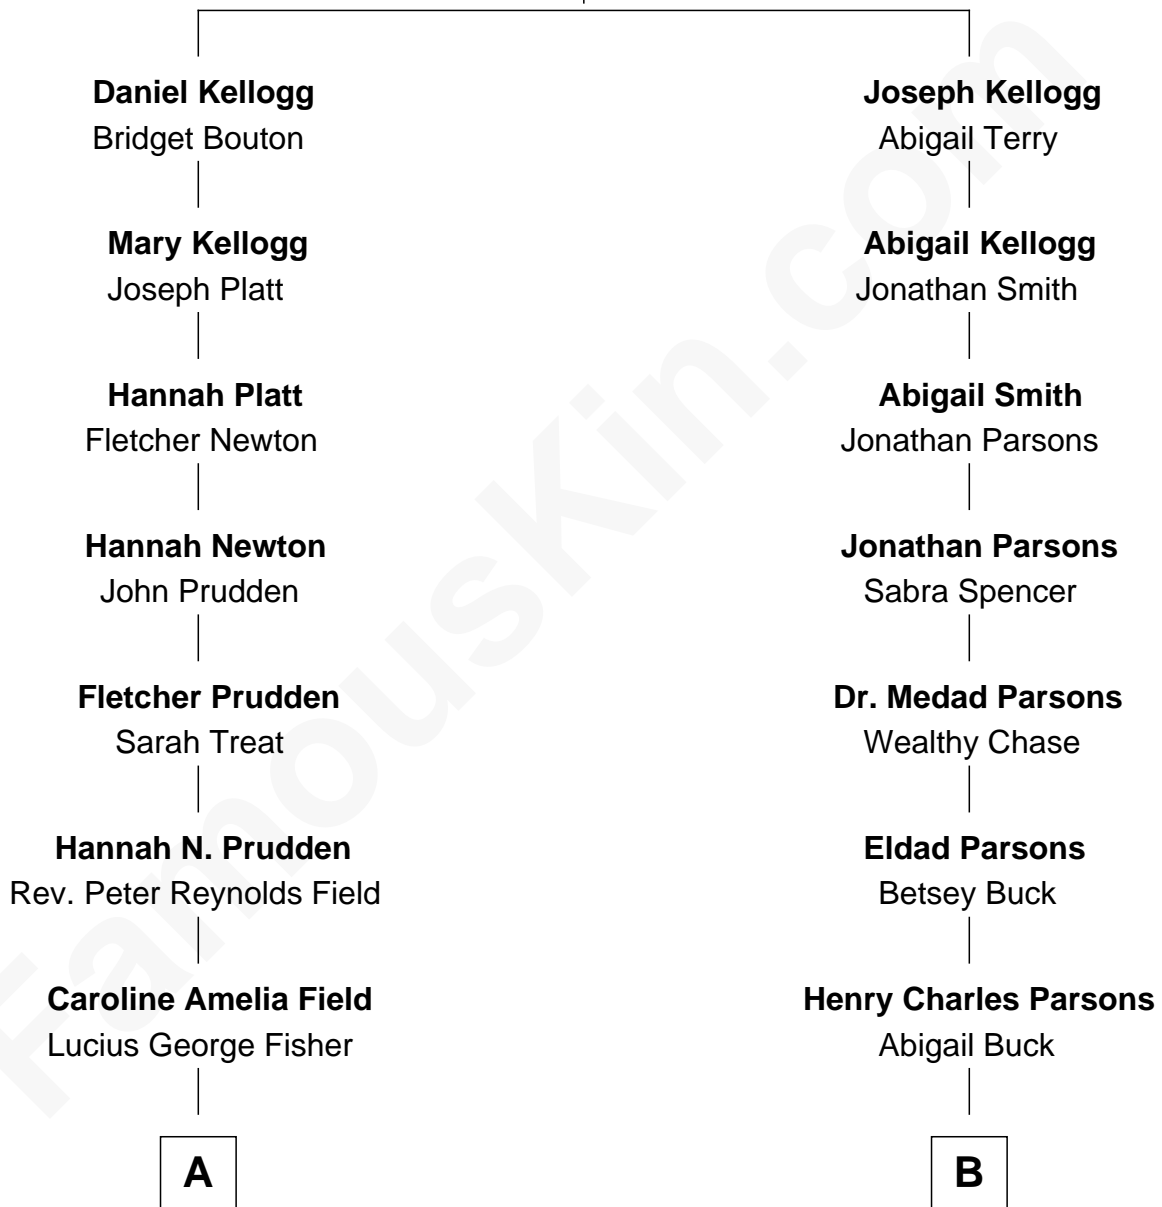 Daniel Kellogg
Bridget Bouton
Mary Kellogg
Joseph Platt
Hannah Platt
Fletcher Newton
Hannah Newton
John Prudden
Fletcher Prudden
Sarah Treat
Hannah N. Prudden
Rev. Peter Reynolds Field
Caroline Amelia Field
Lucius George Fisher
A
Joseph Kellogg
Abigail Terry
Abigail Kellogg
Jonathan Smith
Abigail Smith
Jonathan Parsons
Jonathan Parsons
Sabra Spencer
Dr. Medad Parsons
Wealthy Chase
Eldad Parsons
Betsey Buck
Henry Charles Parsons
Abigail Buck
B
FamousKin.com